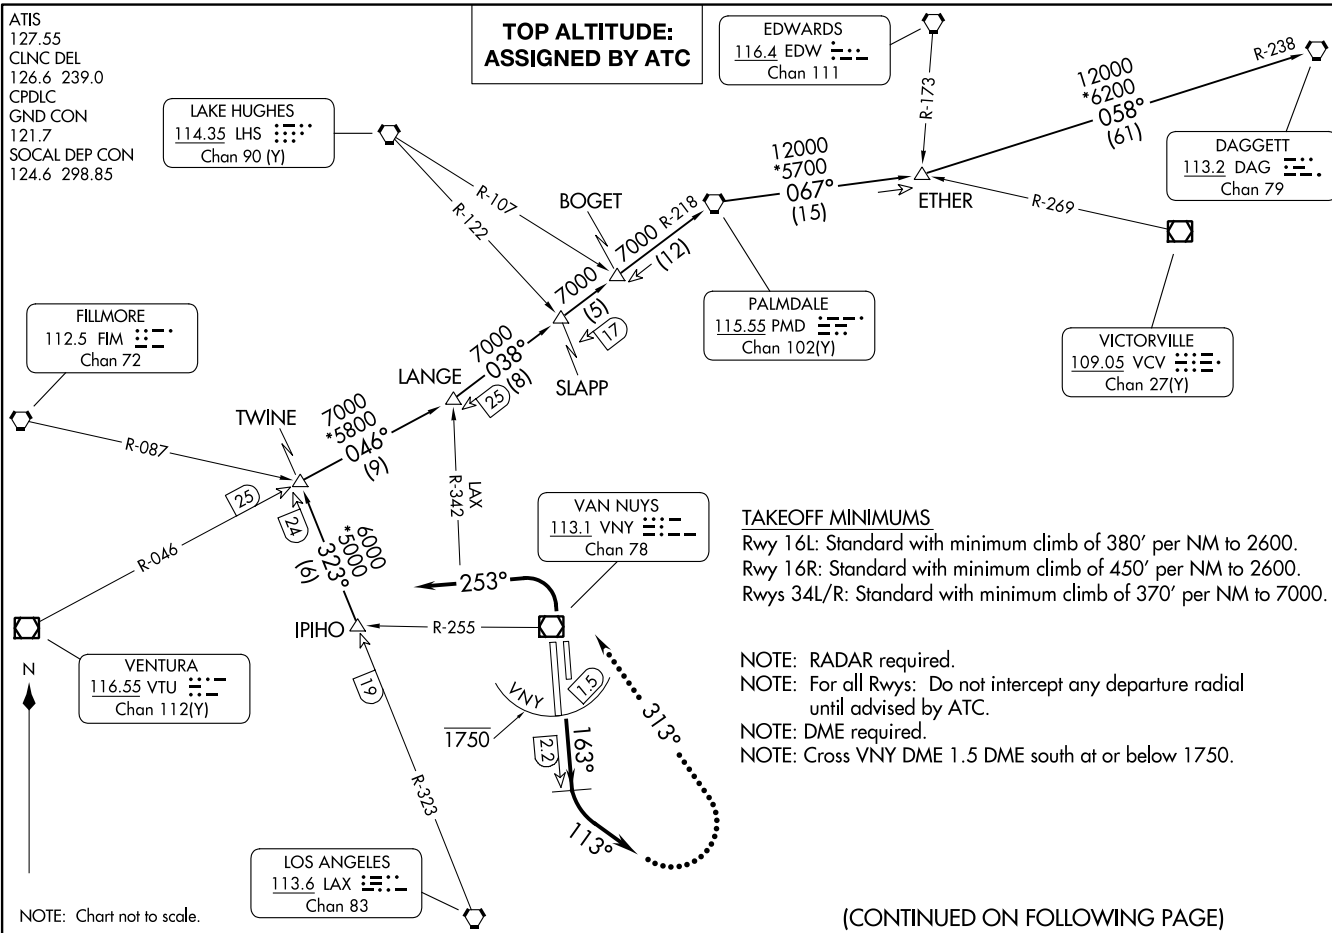 ATIS
127.55
CLNC DEL
126.6 239.0
CPDLC
GND CON
121.7
SOCAL DEP CON
124.6 298.85
TOP ALTITUDE:
ASSIGNED BY ATC
EDWARDS
116.4 EDW
Chan 111
LAKE HUGHES
114.35 LHS
Chan 90 (Y)
R-238
12000
*6200
058°
(61)
R-173
DAGGETT
113.2 DAG
Chan 79
R-107
R-122
BOGET
12000
*5700
067°
(15)
ETHER
R-269
7000 R-218
(12)
7000
(5)
17
SLAPP
PALMDALE
115.55 PMD
Chan 102(Y)
VICTORVILLE
109.05 VCV
Chan 27(Y)
FILLMORE
112.5 FIM
Chan 72
7000
038°
(8)
LANGE
25
TWINE
7000
*5800
046°
(9)
R-087
25
24
R-046
6000
*5000
323°
(6)
LAX
R-342
VAN NUYS
113.1 VNY
Chan 78
253°
IPIHO
R-255
19
VENTURA
116.55 VTU
Chan 112(Y)
N
VNY
1.5
1750
2.2
163°
313°
113°
R-323
LOS ANGELES
113.6 LAX
Chan 83
TAKEOFF MINIMUMS
Rwy 16L: Standard with minimum climb of 380' per NM to 2600.
Rwy 16R: Standard with minimum climb of 450' per NM to 2600.
Rwys 34L/R: Standard with minimum climb of 370' per NM to 7000.
NOTE: RADAR required.
NOTE: For all Rwys: Do not intercept any departure radial
until advised by ATC.
NOTE: DME required.
NOTE: Cross VNY DME 1.5 DME south at or below 1750.
NOTE: Chart not to scale.
(CONTINUED ON FOLLOWING PAGE)